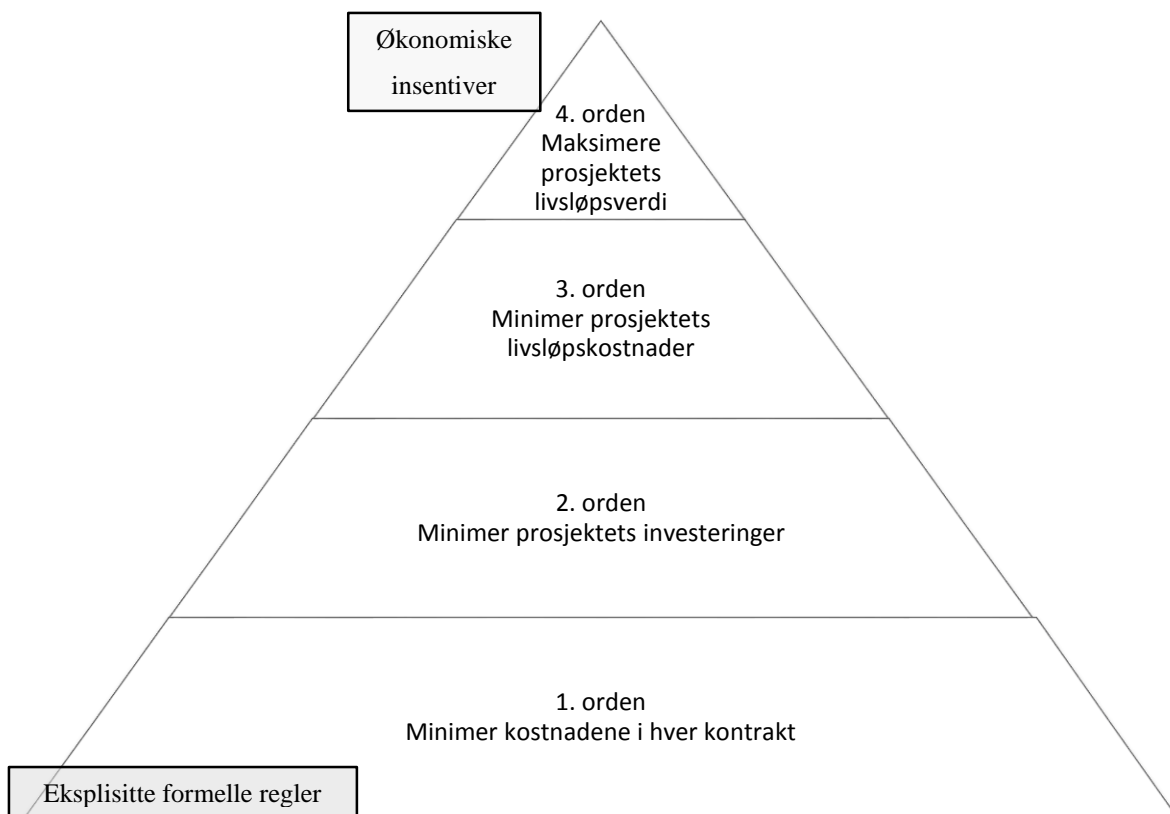 Økonomiske
insentiver
4. orden
Maksimere
prosjektets
livsløpsverdi
3. orden
Minimer prosjektets
livsløpskostnader
2. orden
Minimer prosjektets investeringer
1. orden
Minimer kostnadene i hver kontrakt
Eksplisitte formelle regler